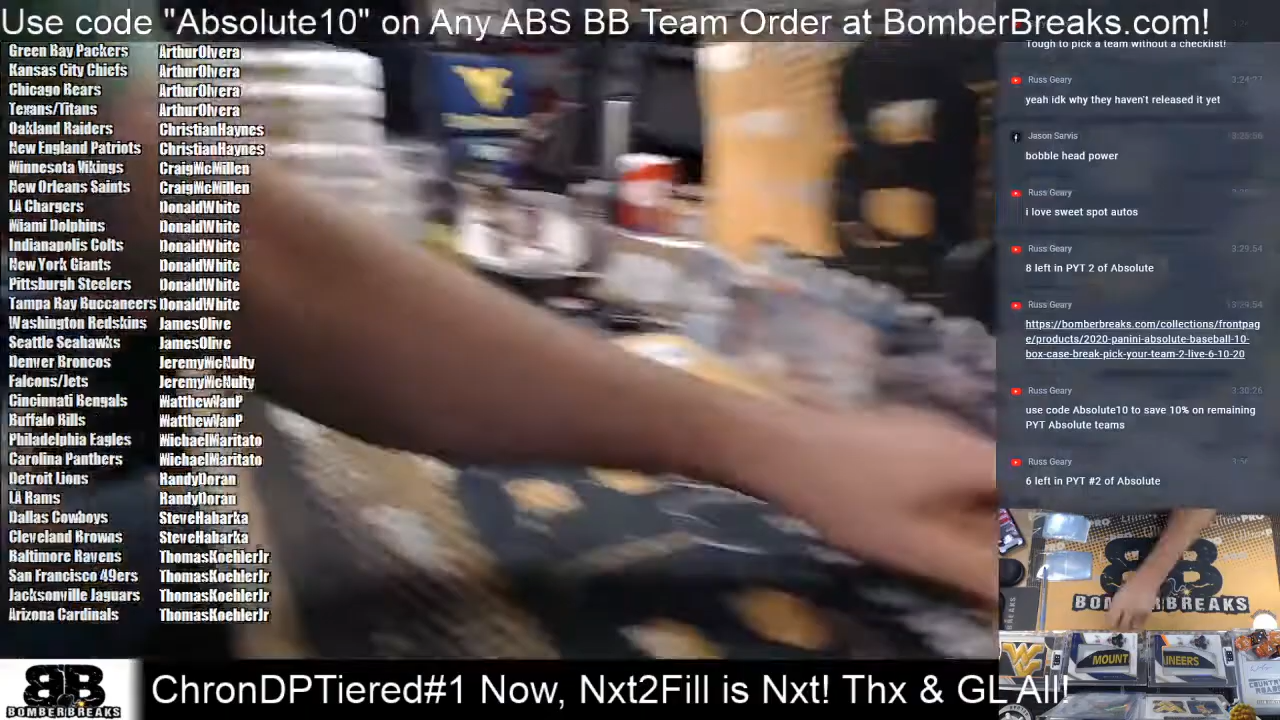 Use code "Absolute10" on Any ABS BB Team Order at BomberBreaks.com!
Green Bay Packers ArthurOlvera
Kansas City Chiefs ArthurOlvera
Chicago Bears ArthurOlvera
Texans/Titans ArthurOlvera
Oakland Raiders ChristianHaynes
New England Patriots ChristianHaynes
Minnesota Vikings CraigMcMillen
New Orleans Saints CraigMcMillen
LA Chargers DonaldWhite
Miami Dolphins DonaldWhite
Indianapolis Colts DonaldWhite
New York Giants DonaldWhite
Pittsburgh Steelers DonaldWhite
Tampa Bay Buccaneers DonaldWhite
Washington Redskins JamesOlive
Seattle Seahawks JamesOlive
Denver Broncos JeremyMcNulty
Falcons/Jets JeremyMcNulty
Cincinnati Bengals MatthewVanP
Buffalo Bills MatthewVanP
Philadelphia Eagles MichaelMaritato
Carolina Panthers MichaelMaritato
Detroit Lions RandyDoran
LA Rams RandyDoran
Dallas Cowboys SteveHabarka
Cleveland Browns SteveHabarka
Baltimore Ravens ThomasKoehlerJr
San Francisco 49ers ThomasKoehlerJr
Jacksonville Jaguars ThomasKoehlerJr
Arizona Cardinals ThomasKoehlerJr
Tough to pick a team without a checklist!
Russ Geary 3:24:27
yeah idk why they haven't released it yet
Jason Sarvis
bobble head power
Russ Geary
i love sweet spot autos
Russ Geary 3:29:54
8 left in PYT 2 of Absolute
Russ Geary
https://bomberbreaks.com/collections/frontpag
e/products/2020-panini-absolute-baseball-10-
box-case-break-pick-your-team-2-live-6-10-20
Russ Geary 3:30:26
use code Absolute10 to save 10% on remaining
PYT Absolute teams
Russ Geary
6 left in PYT #2 of Absolute
BOMBERBREAKS
MOUNT INEERS
BOMBERBREAKS
ChronDPTiered#1 Now, Nxt2Fill is Nxt! Thx & GL All!